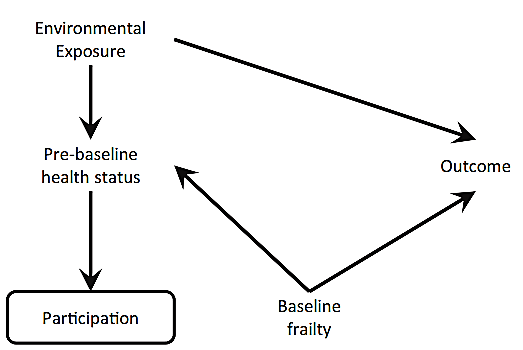 Environmental
Exposure
Pre-baseline
health status
Outcome
Participation
Baseline
frailty